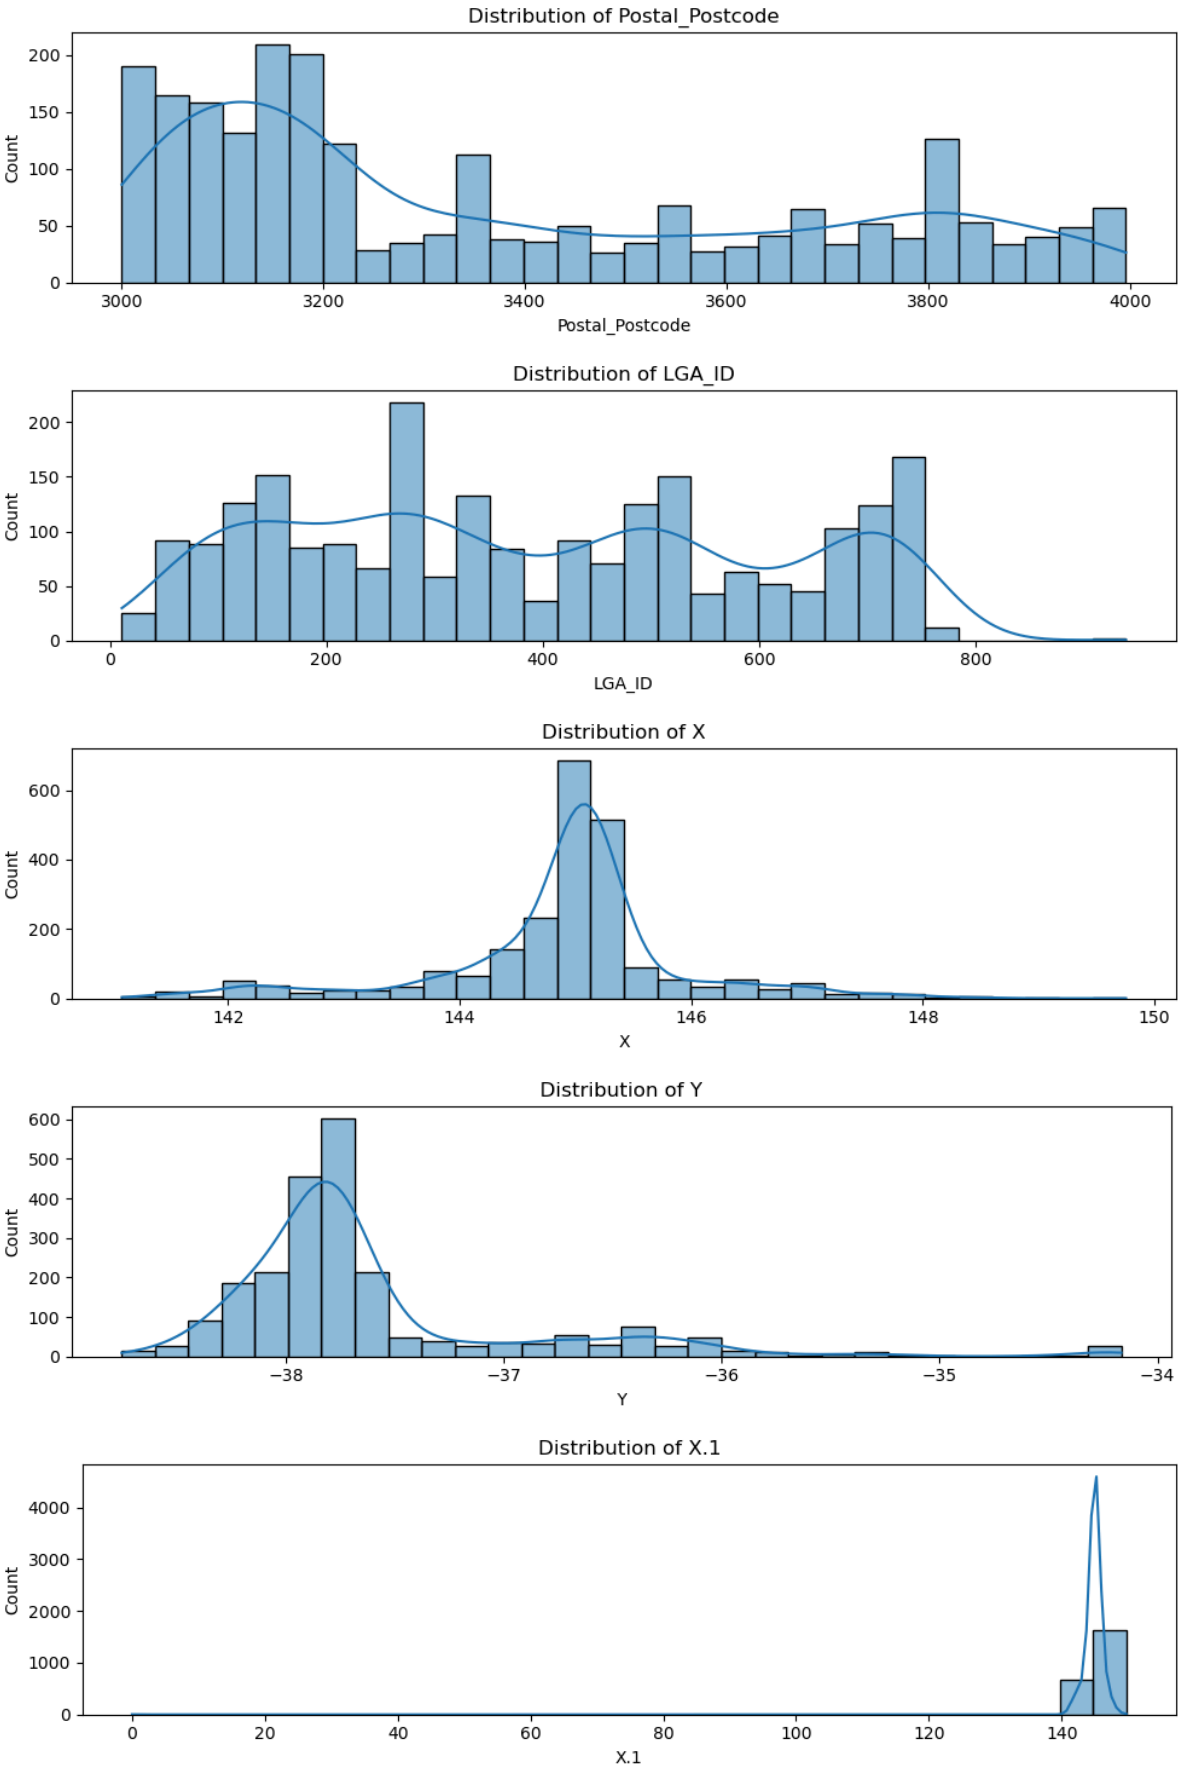 Distribution of Postal_Postcode
200
150
100
50
0
Count
3000 3200 3400 3600 3800 4000
Postal_Postcode
Distribution of LGA_ID
200
150
100
50
0
Count
0 200 400 600 800
LGA_ID
Distribution of X
600
400
200
0
Count
142 144 146 148 150
X
Distribution of Y
600
500
400
300
200
100
0
Count
−38 −37 −36 −35 −34
Y
Distribution of X.1
4000
3000
2000
1000
0
Count
0 20 40 60 80 100 120 140
X.1